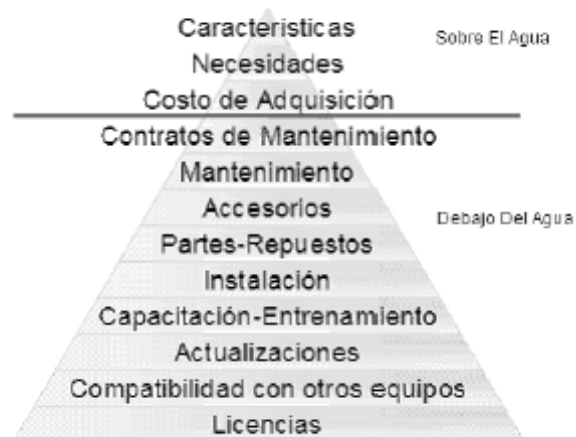 Características
Sobre El Agua
Necesidades
Costo de Adquisición
Contratos de Mantenimiento
Mantenimiento
Accesorios
Debajo Del Agua
Partes-Repuestos
Instalación
Capacitación-Entrenamiento
Actualizaciones
Compatibilidad con otros equipos
Licencias